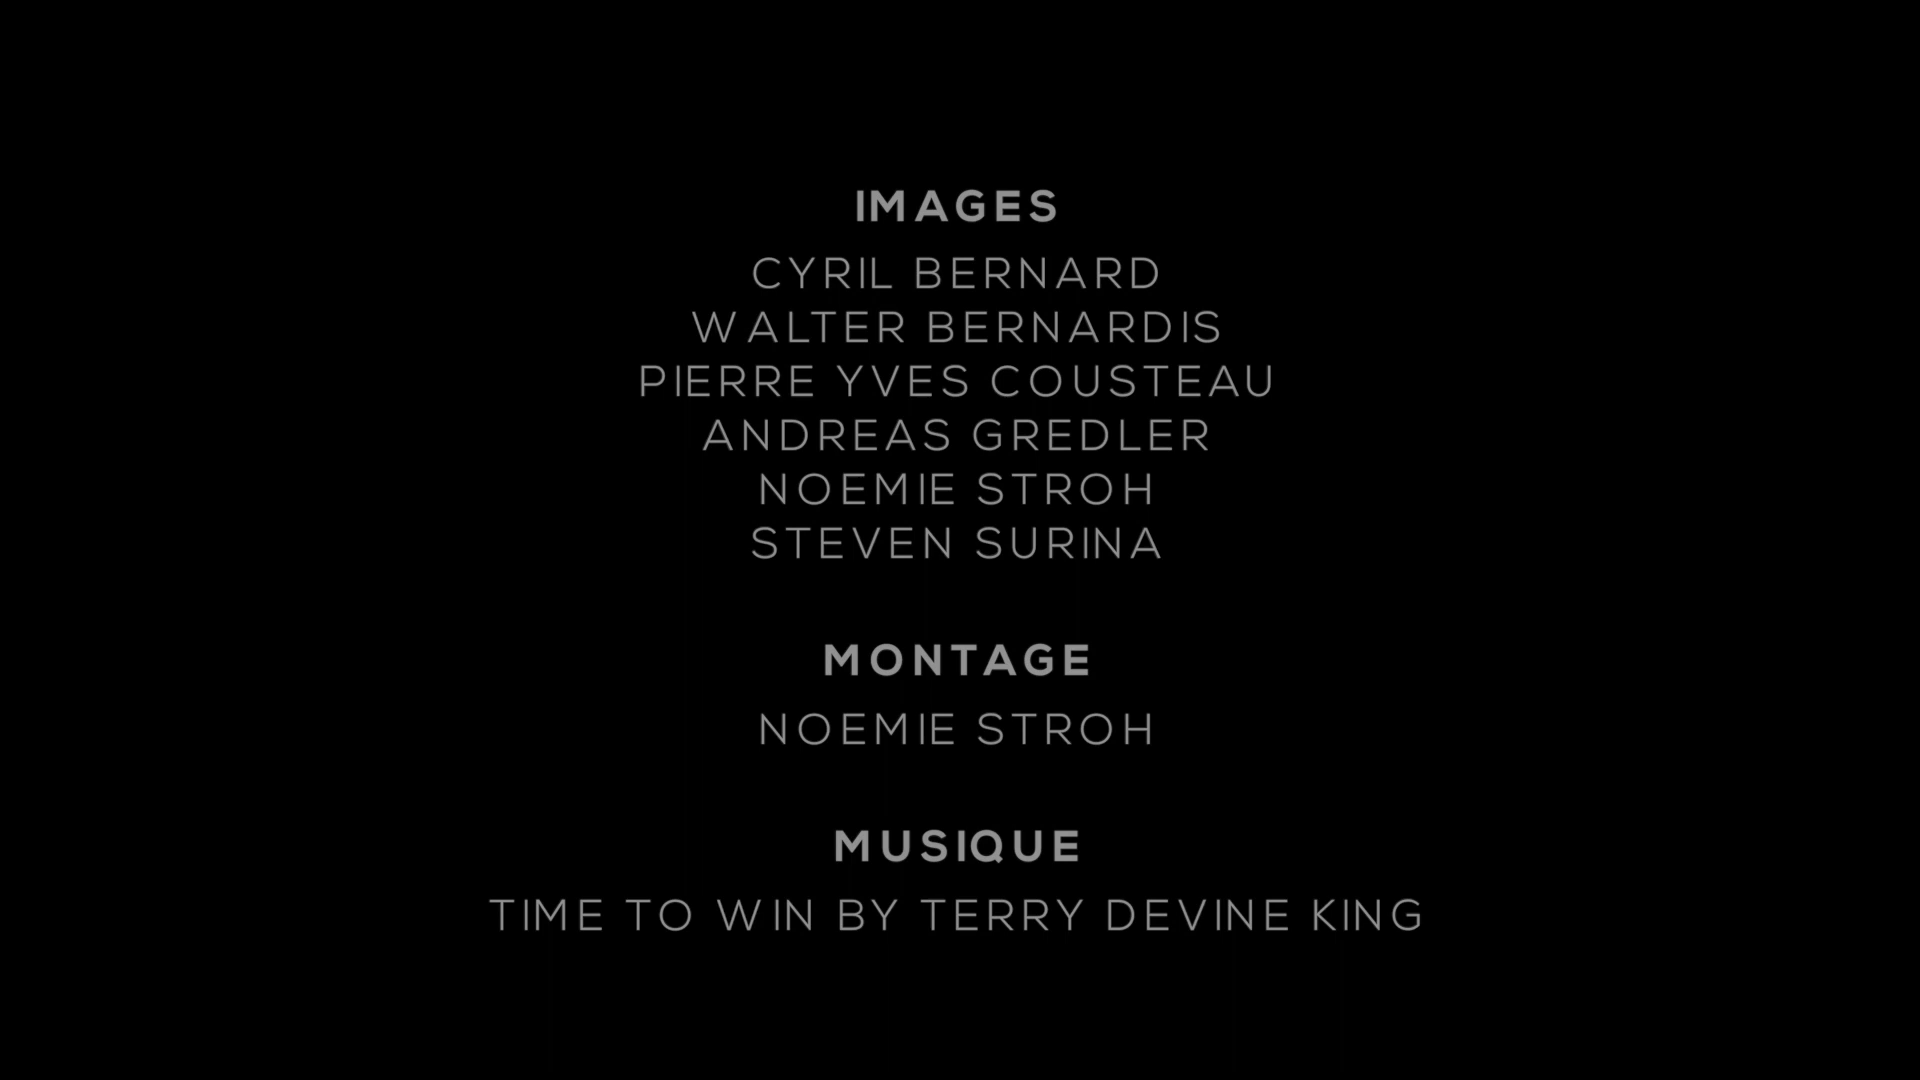 IMAGES
CYRIL BERNARD
WALTER BERNARDIS
PIERRE YVES COUSTEAU
ANDREAS GREDLER
NOEMIE STROH
STEVEN SURINA
MONTAGE
NOEMIE STROH
MUSIQUE
TIME TO WIN BY TERRY DEVINE KING